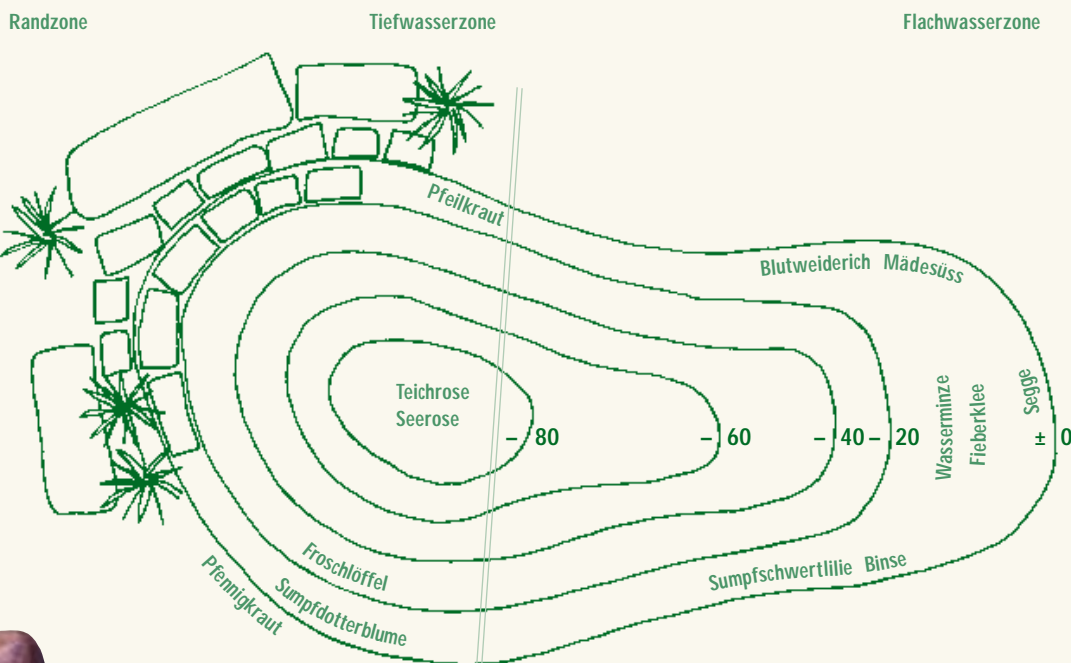 Randzone
Tiefwasserzone
Flachwasserzone
Pfeilkraut
Blutweiderich Mädesüss
Teichrose
Seerose
– 80
– 60
– 40
– 20
Wasserminze
Fieberklee
Segge
± 0
Froschlöffel
Sumpfdotterblume
Pfennigkraut
Sumpfschwertlilie Binse